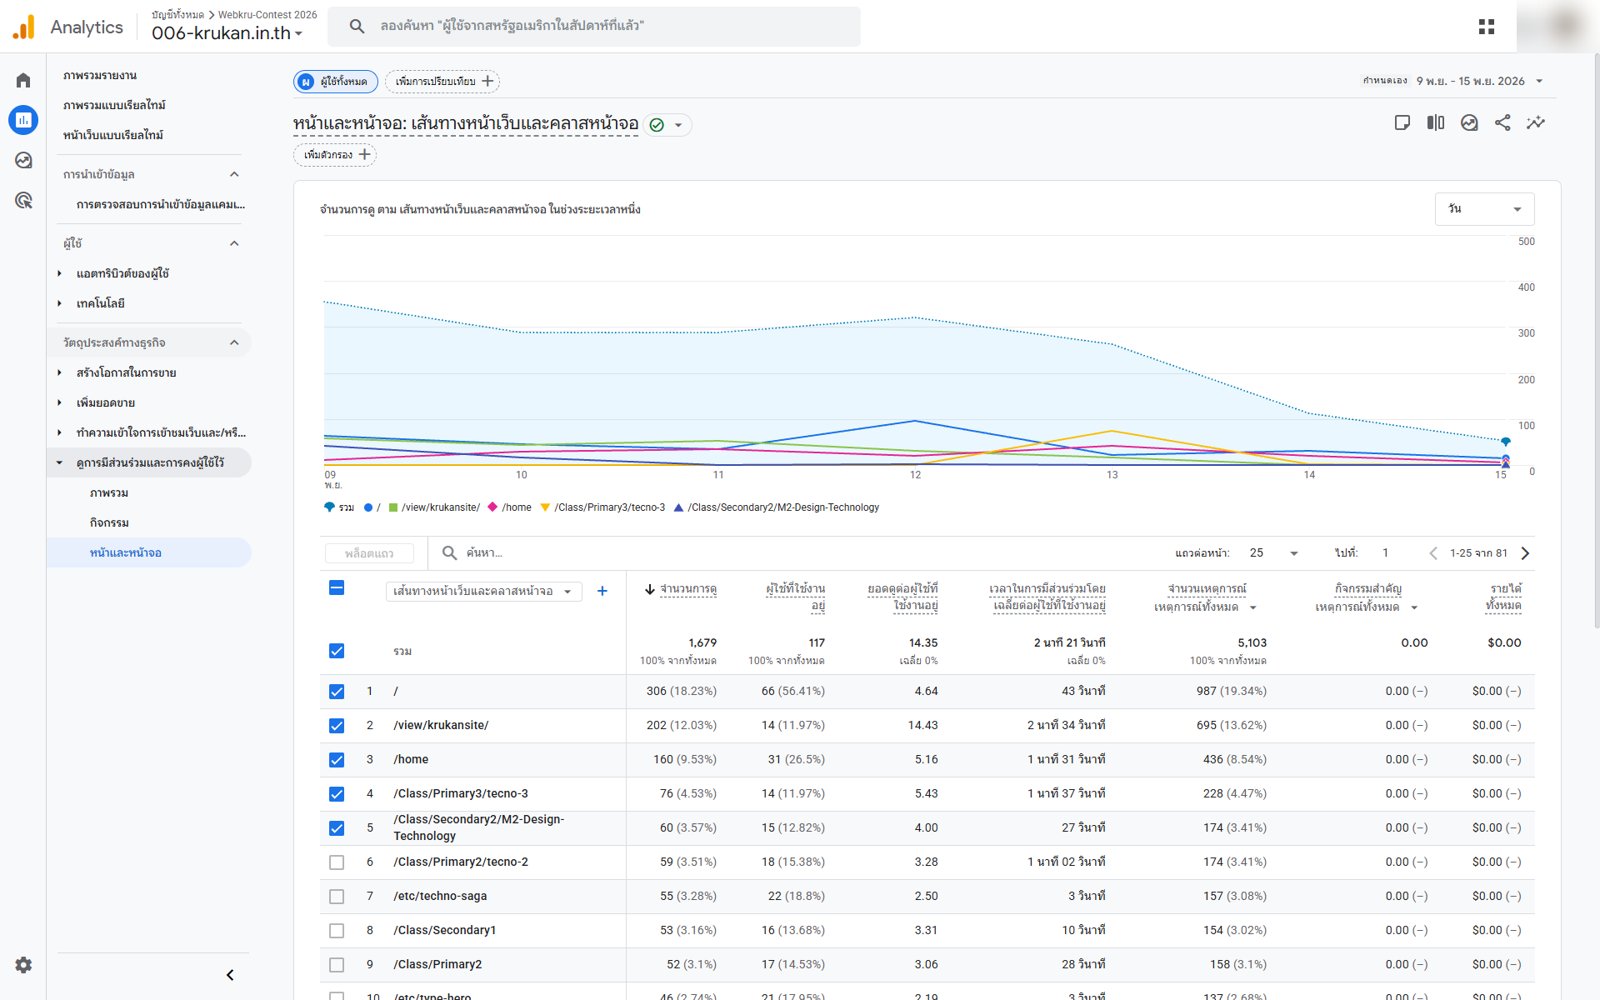 Analytics
บัญชีทั้งหมด > Webkru-Contest 2026
006-krukan.in.th
ลองค้นหา "ผู้ใช้จากสหรัฐอเมริกาในสัปดาห์ที่แล้ว"
ภาพรวมรายงาน
ภาพรวมแบบเรียลไทม์
หน้าเว็บแบบเรียลไทม์
การนำเข้าข้อมูล
การตรวจสอบการนำเข้าข้อมูลแคมเ...
ผู้ใช้
แอตทริบิวต์ของผู้ใช้
เทคโนโลยี
วัตถุประสงค์ทางธุรกิจ
สร้างโอกาสในการขาย
เพิ่มยอดขาย
ทำความเข้าใจการเข้าชมเว็บและ/หรื...
ดูการมีส่วนร่วมและการคงผู้ใช้ไว้
ภาพรวม
กิจกรรม
หน้าและหน้าจอ
ผ ผู้ใช้ทั้งหมด เพิ่มการเปรียบเทียบ +
กำหนดเอง 9 พ.ย. - 15 พ.ย. 2026
หน้าและหน้าจอ: เส้นทางหน้าเว็บและคลาสหน้าจอ
เพิ่มตัวกรอง +
จำนวนการดู ตาม เส้นทางหน้าเว็บและคลาสหน้าจอ ในช่วงระยะเวลาหนึ่ง
วัน
500
400
300
200
100
0
09 10 11 12 13 14 15
พ.ย.
รวม / /view/krukansite/ /home /Class/Primary3/tecno-3 /Class/Secondary2/M2-Design-Technology
พล็อตแถว ค้นหา... แถวต่อหน้า: 25 ไปที่: 1 1-25 จาก 81
เส้นทางหน้าเว็บและคลาสหน้าจอ + จำนวนการดู ผู้ใช้ที่ใช้งาน ยอดดูต่อผู้ใช้ที่ เวลาในการมีส่วนร่วมโดย จำนวนเหตุการณ์ กิจกรรมสำคัญ รายได้
อยู่ ใช้งานอยู่ เฉลี่ยต่อผู้ใช้ที่ใช้งานอยู่ เหตุการณ์ทั้งหมด เหตุการณ์ทั้งหมด ทั้งหมด
รวม 1,679 117 14.35 2 นาที 21 วินาที 5,103 0.00 $0.00
100% จากทั้งหมด 100% จากทั้งหมด เฉลี่ย 0% เฉลี่ย 0% 100% จากทั้งหมด
1 / 306 (18.23%) 66 (56.41%) 4.64 43 วินาที 987 (19.34%) 0.00 (–) $0.00 (–)
2 /view/krukansite/ 202 (12.03%) 14 (11.97%) 14.43 2 นาที 34 วินาที 695 (13.62%) 0.00 (–) $0.00 (–)
3 /home 160 (9.53%) 31 (26.5%) 5.16 1 นาที 31 วินาที 436 (8.54%) 0.00 (–) $0.00 (–)
4 /Class/Primary3/tecno-3 76 (4.53%) 14 (11.97%) 5.43 1 นาที 37 วินาที 228 (4.47%) 0.00 (–) $0.00 (–)
5 /Class/Secondary2/M2-Design-
Technology 60 (3.57%) 15 (12.82%) 4.00 27 วินาที 174 (3.41%) 0.00 (–) $0.00 (–)
6 /Class/Primary2/tecno-2 59 (3.51%) 18 (15.38%) 3.28 1 นาที 02 วินาที 174 (3.41%) 0.00 (–) $0.00 (–)
7 /etc/techno-saga 55 (3.28%) 22 (18.8%) 2.50 3 วินาที 157 (3.08%) 0.00 (–) $0.00 (–)
8 /Class/Secondary1 53 (3.16%) 16 (13.68%) 3.31 10 วินาที 154 (3.02%) 0.00 (–) $0.00 (–)
9 /Class/Primary2 52 (3.1%) 17 (14.53%) 3.06 28 วินาที 158 (3.1%) 0.00 (–) $0.00 (–)
10 /etc/type-hero 46 (2.74%) 21 (17.95%) 2.19 3 วินาที 137 (2.68%) 0.00 (–) $0.00 (–)